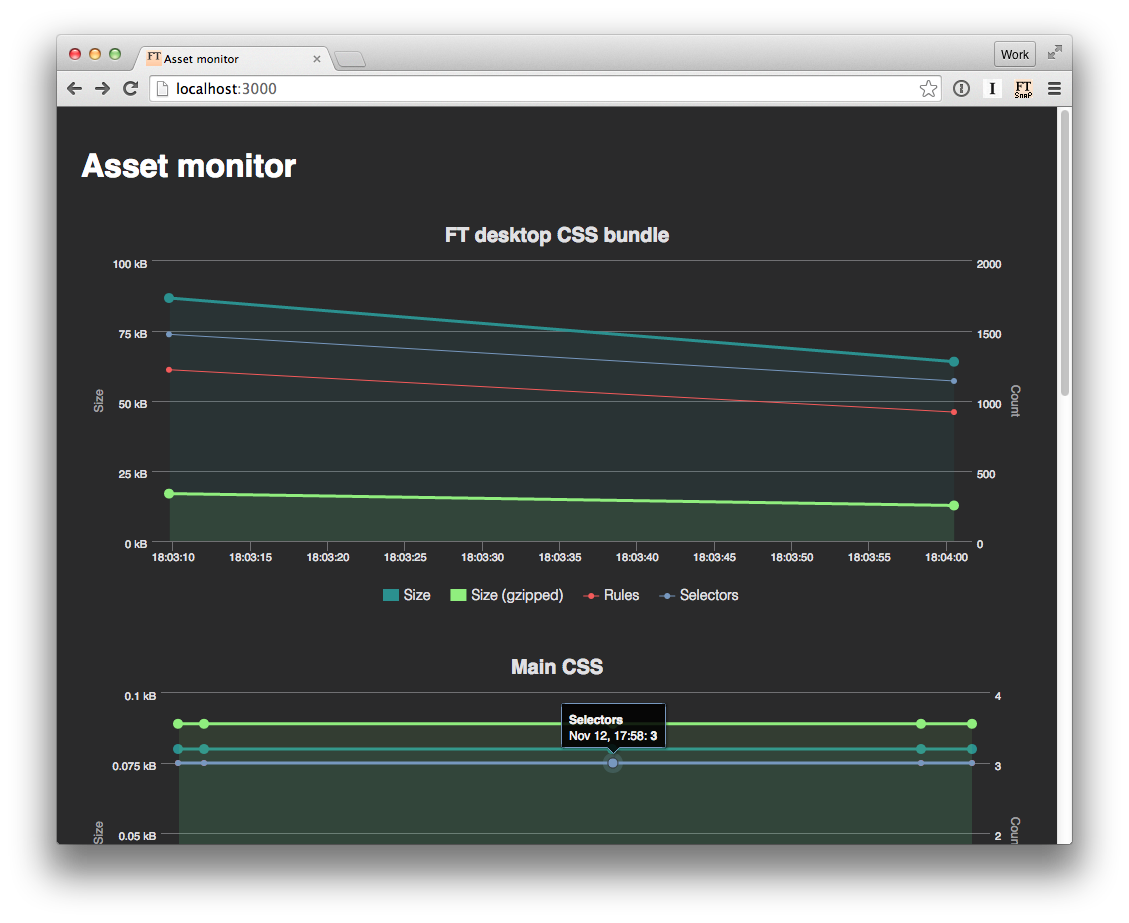 FT Asset monitor
Work
localhost:3000
I
FT
SnaP
Asset monitor
FT desktop CSS bundle
100 kB
2000
75 kB
1500
Size
50 kB
1000
Count
25 kB
500
0 kB
0
18:03:10 18:03:15 18:03:20 18:03:25 18:03:30 18:03:35 18:03:40 18:03:45 18:03:50 18:03:55 18:04:00
Size Size (gzipped) Rules Selectors
Main CSS
0.1 kB
4
Selectors
Nov 12, 17:58: 3
0.075 kB
3
Size
0.05 kB
2
Coun